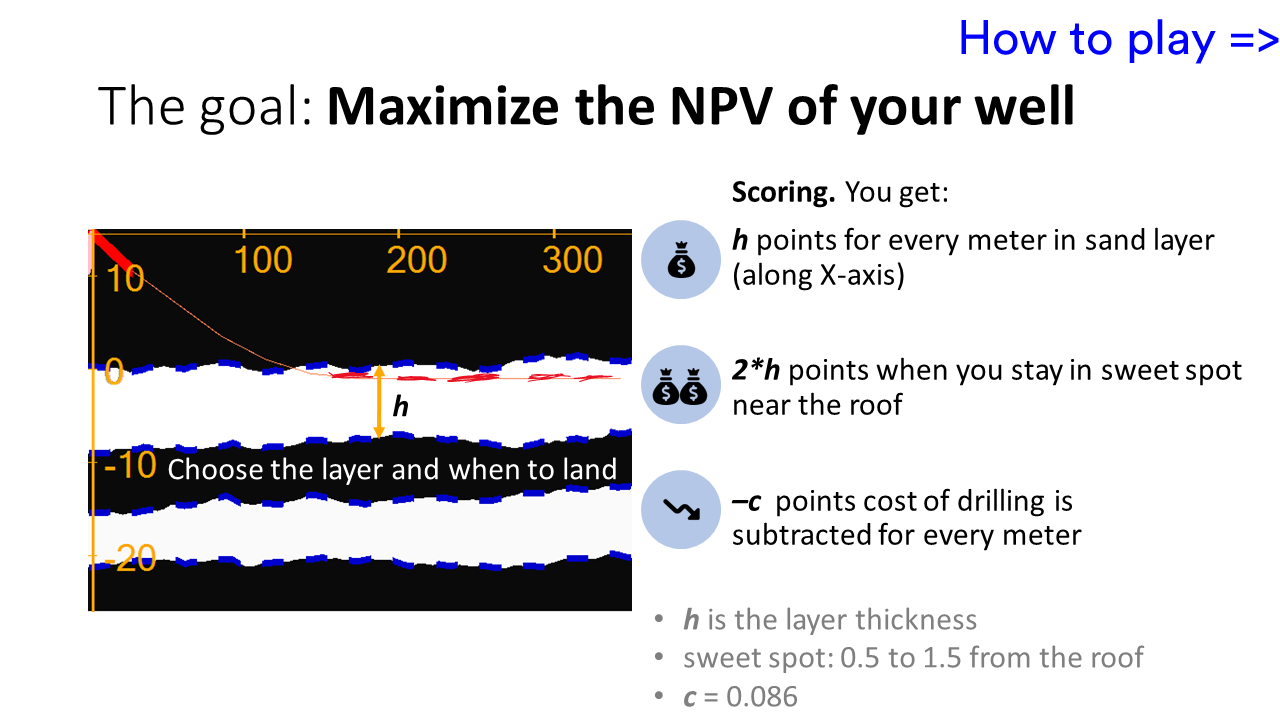 How to play =>
The goal: Maximize the NPV of your well
Scoring. You get:
h points for every meter in sand layer
(along X-axis)
2*h points when you stay in sweet spot
near the roof
–c points cost of drilling is
subtracted for every meter
• h is the layer thickness
• sweet spot: 0.5 to 1.5 from the roof
• c = 0.086
100 200 300
10
0
h
-10
Choose the layer and when to land
-20
$
$ $